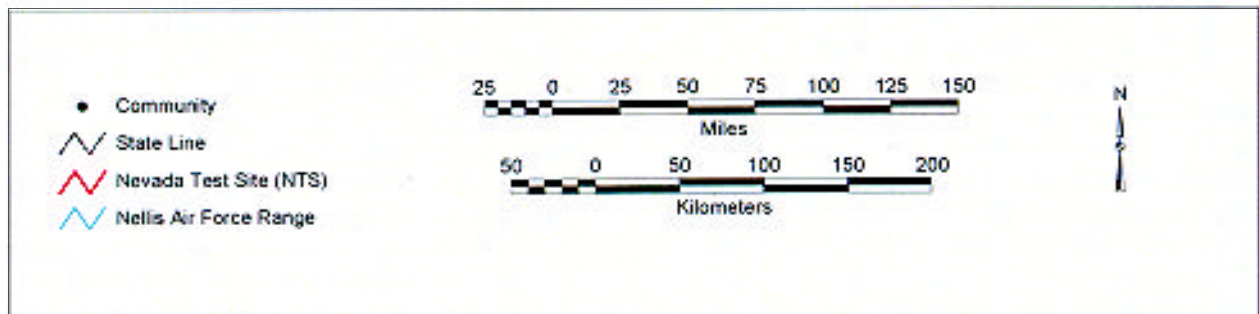 Community
State Line
Nevada Test Site (NTS)
Nellis Air Force Range
25 0 25 50 75 100 125 150
Miles
50 0 50 100 150 200
Kilometers
N